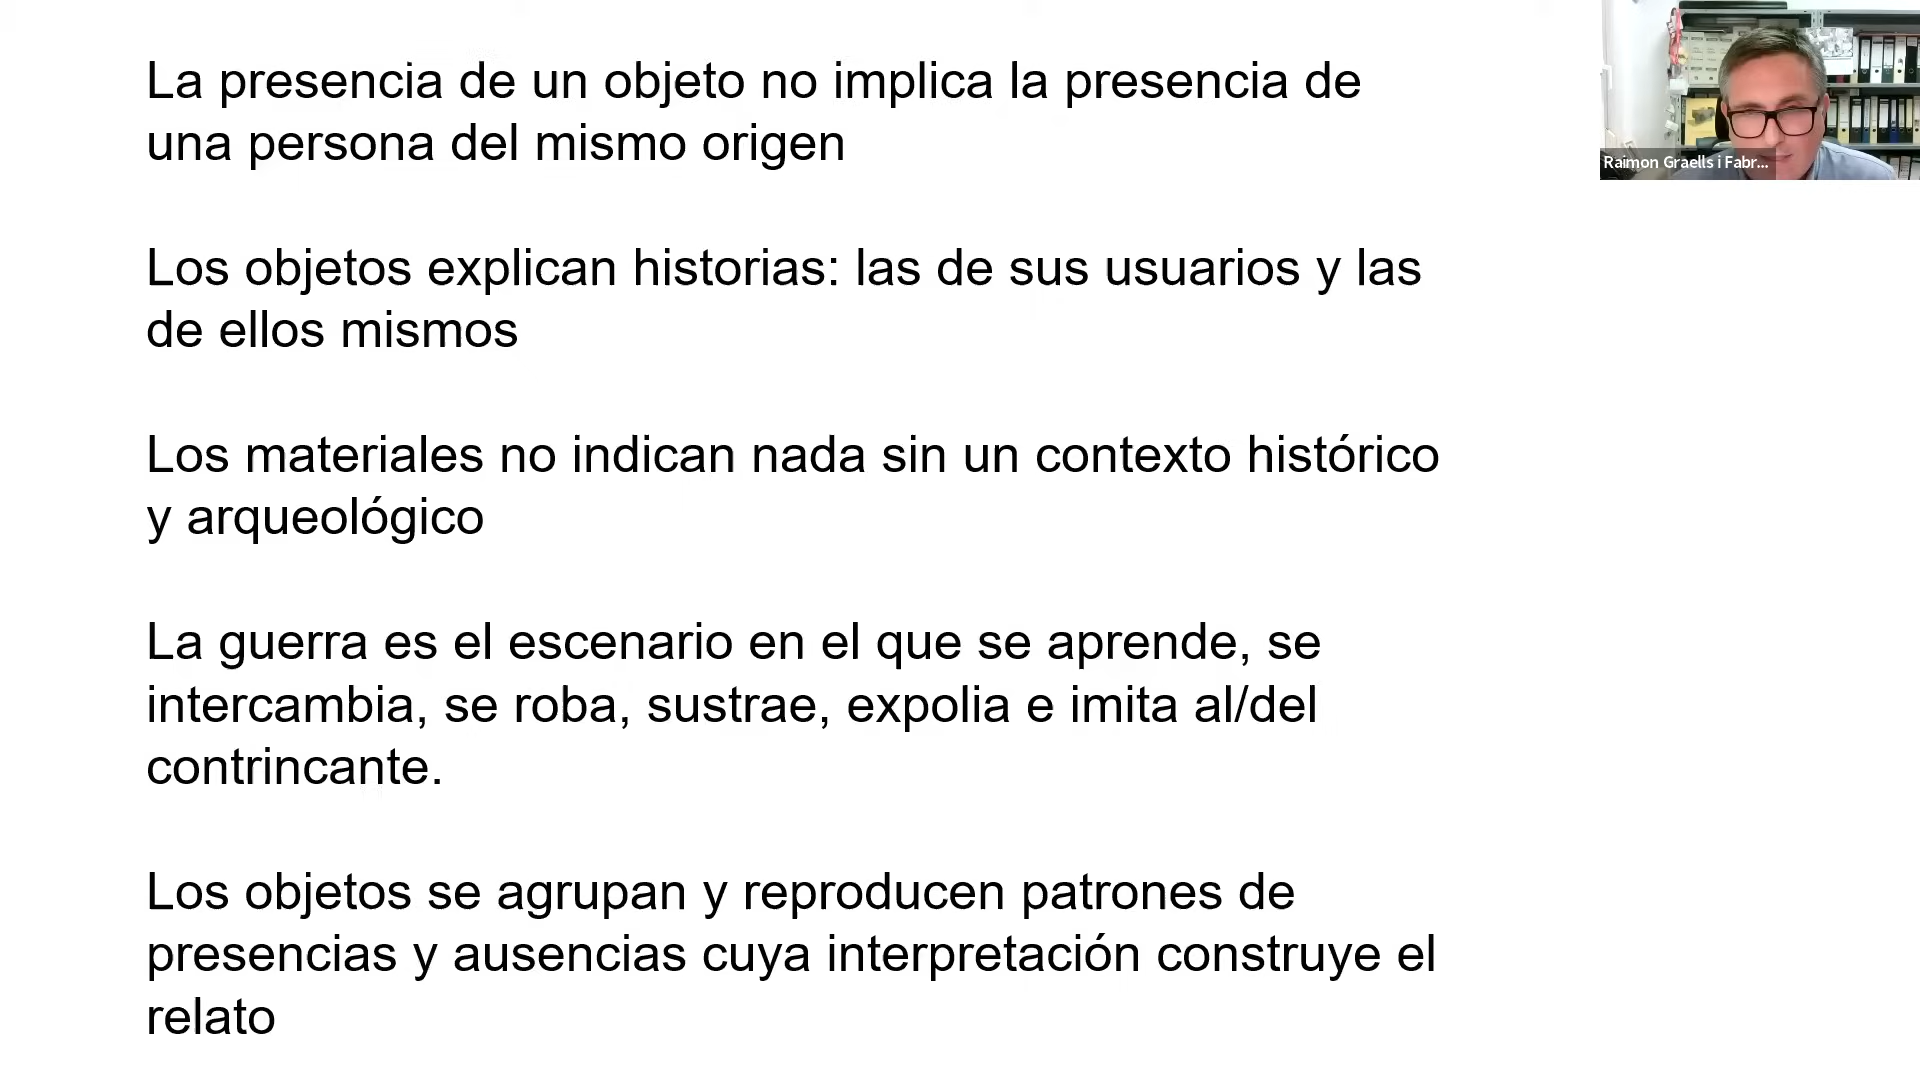 La presencia de un objeto no implica la presencia de
una persona del mismo origen
Los objetos explican historias: las de sus usuarios y las
de ellos mismos
Los materiales no indican nada sin un contexto histórico
y arqueológico
La guerra es el escenario en el que se aprende, se
intercambia, se roba, sustrae, expolia e imita al/del
contrincante.
Los objetos se agrupan y reproducen patrones de
presencias y ausencias cuya interpretación construye el
relato
Raimon Graells i Fabr...